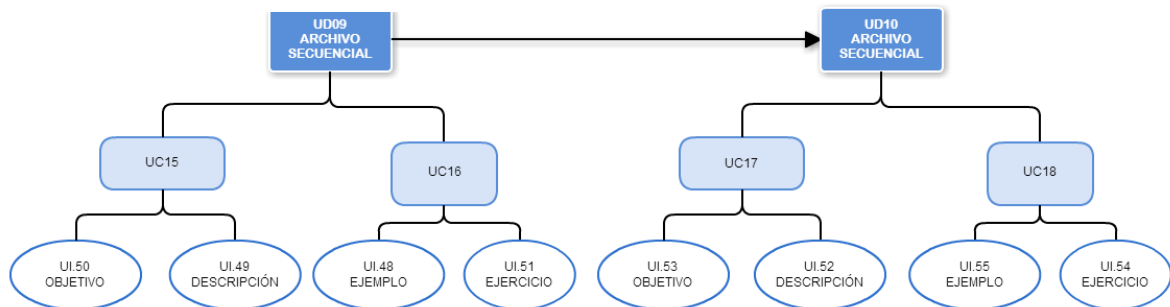 UD09
ARCHIVO
SECUENCIAL
UD10
ARCHIVO
SECUENCIAL
UC15
UC16
UC17
UC18
UI.50
OBJETIVO
UI.49
DESCRIPCIÓN
UI.48
EJEMPLO
UI.51
EJERCICIO
UI.53
OBJETIVO
UI.52
DESCRIPCIÓN
UI.55
EJEMPLO
UI.54
EJERCICIO